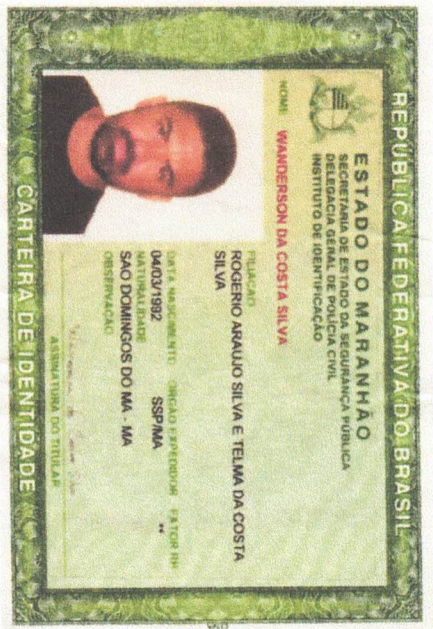 REPÚBLICA FEDERATIVA DO BRASIL
ESTADO DO MARANHÃO
SECRETARIA DE ESTADO DA SEGURANÇA PÚBLICA
DELEGACIA GERAL DE POLÍCIA CIVIL
INSTITUTO DE IDENTIFICAÇÃO
NOME WANDERSON DA COSTA SILVA
FILIAÇÃO
ROGERIO ARAUJO SILVA E TELMA DA COSTA
SILVA
DATA NASCIMENTO ÓRGÃO EXPEDIDOR FATOR RH
04/03/1992 SSP/MA **
NATURALIDADE
SAO DOMINGOS DO MA - MA
OBSERVAÇÃO
ASSINATURA DO TITULAR
CARTEIRA DE IDENTIDADE